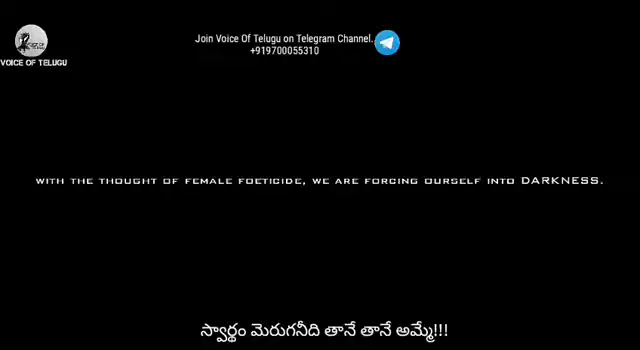 Join Voice Of Telugu on Telegram Channel..
+919700055310
VOICE OF TELUGU
WITH THE THOUGHT OF FEMALE FOETICIDE, WE ARE FORCING OURSELF INTO DARKNESS.
స్వార్థం మెరుగనీది తానే తానే అమ్మే!!!